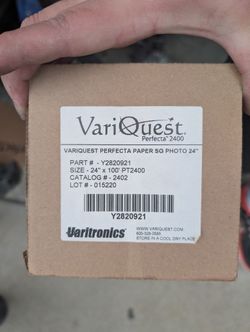 VariQuest®
Perfecta™ 2400
VARIQUEST PERFECTA PAPER SG PHOTO 24"
PART # - Y2820921
SIZE - 24" x 100' PT2400
CATALOG # - 2402
LOT # - 015220
Y2820921
Varitronics®
WWW.VARIQUEST.COM
STORE IN A COOL DRY PLACE